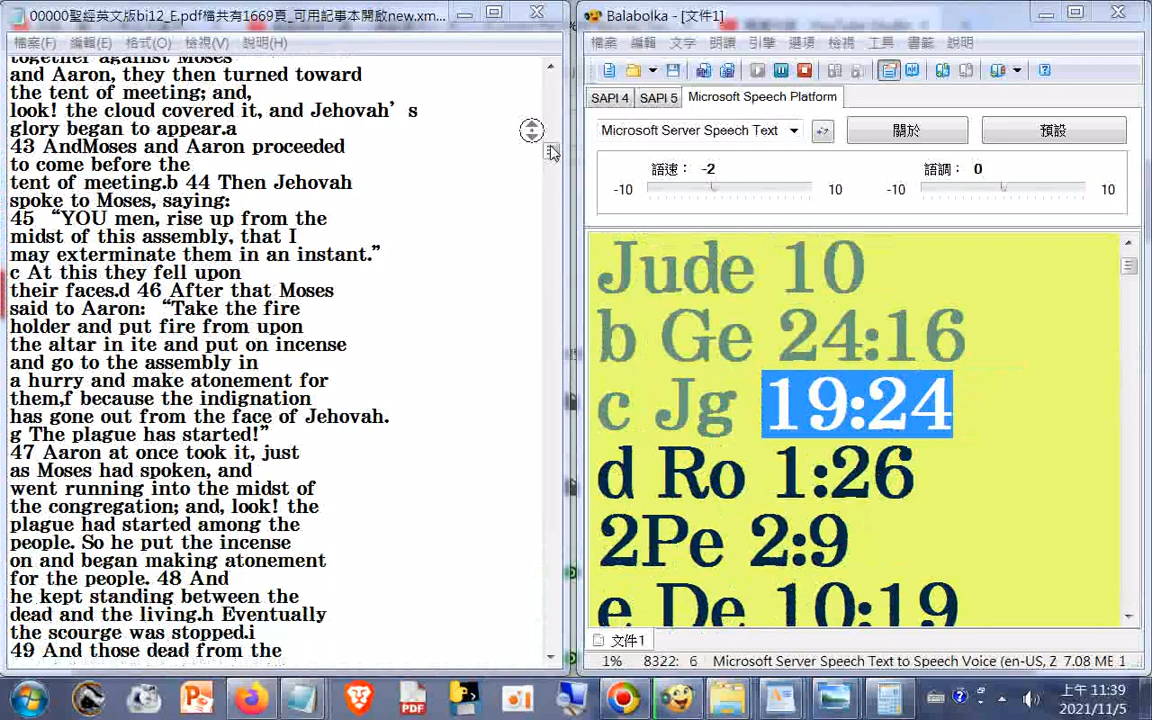 00000聖經英文版bi12_E.pdf檔共有1669頁_可用記事本開啟new.xm...
檔案(F) 編輯(E) 格式(O) 檢視(V) 說明(H)
together against Moses
and Aaron, they then turned toward
the tent of meeting; and,
look! the cloud covered it, and Jehovah’s
glory began to appear.a
43 AndMoses and Aaron proceeded
to come before the
tent of meeting.b 44 Then Jehovah
spoke to Moses, saying:
45 “YOU men, rise up from the
midst of this assembly, that I
may exterminate them in an instant.”
c At this they fell upon
their faces.d 46 After that Moses
said to Aaron: “Take the fire
holder and put fire from upon
the altar in ite and put on incense
and go to the assembly in
a hurry and make atonement for
them,f because the indignation
has gone out from the face of Jehovah.
g The plague has started!”
47 Aaron at once took it, just
as Moses had spoken, and
went running into the midst of
the congregation; and, look! the
plague had started among the
people. So he put the incense
on and began making atonement
for the people. 48 And
he kept standing between the
dead and the living.h Eventually
the scourge was stopped.i
49 And those dead from the
Balabolka - [文件1]
檔案 編輯 文字 朗讀 引擎 選項 檢視 工具 書籤 說明
SAPI 4 SAPI 5 Microsoft Speech Platform
Microsoft Server Speech Text 關於 預設
語速: -2 語調: 0
-10 10 -10 10
Jude 10
b Ge 24:16
c Jg 19:24
d Ro 1:26
2Pe 2:9
e De 10:19
文件1
1% 8322: 6 Microsoft Server Speech Text to Speech Voice (en-US, Z 7.08 ME 1
PDF
上午 11:39
2021/11/5